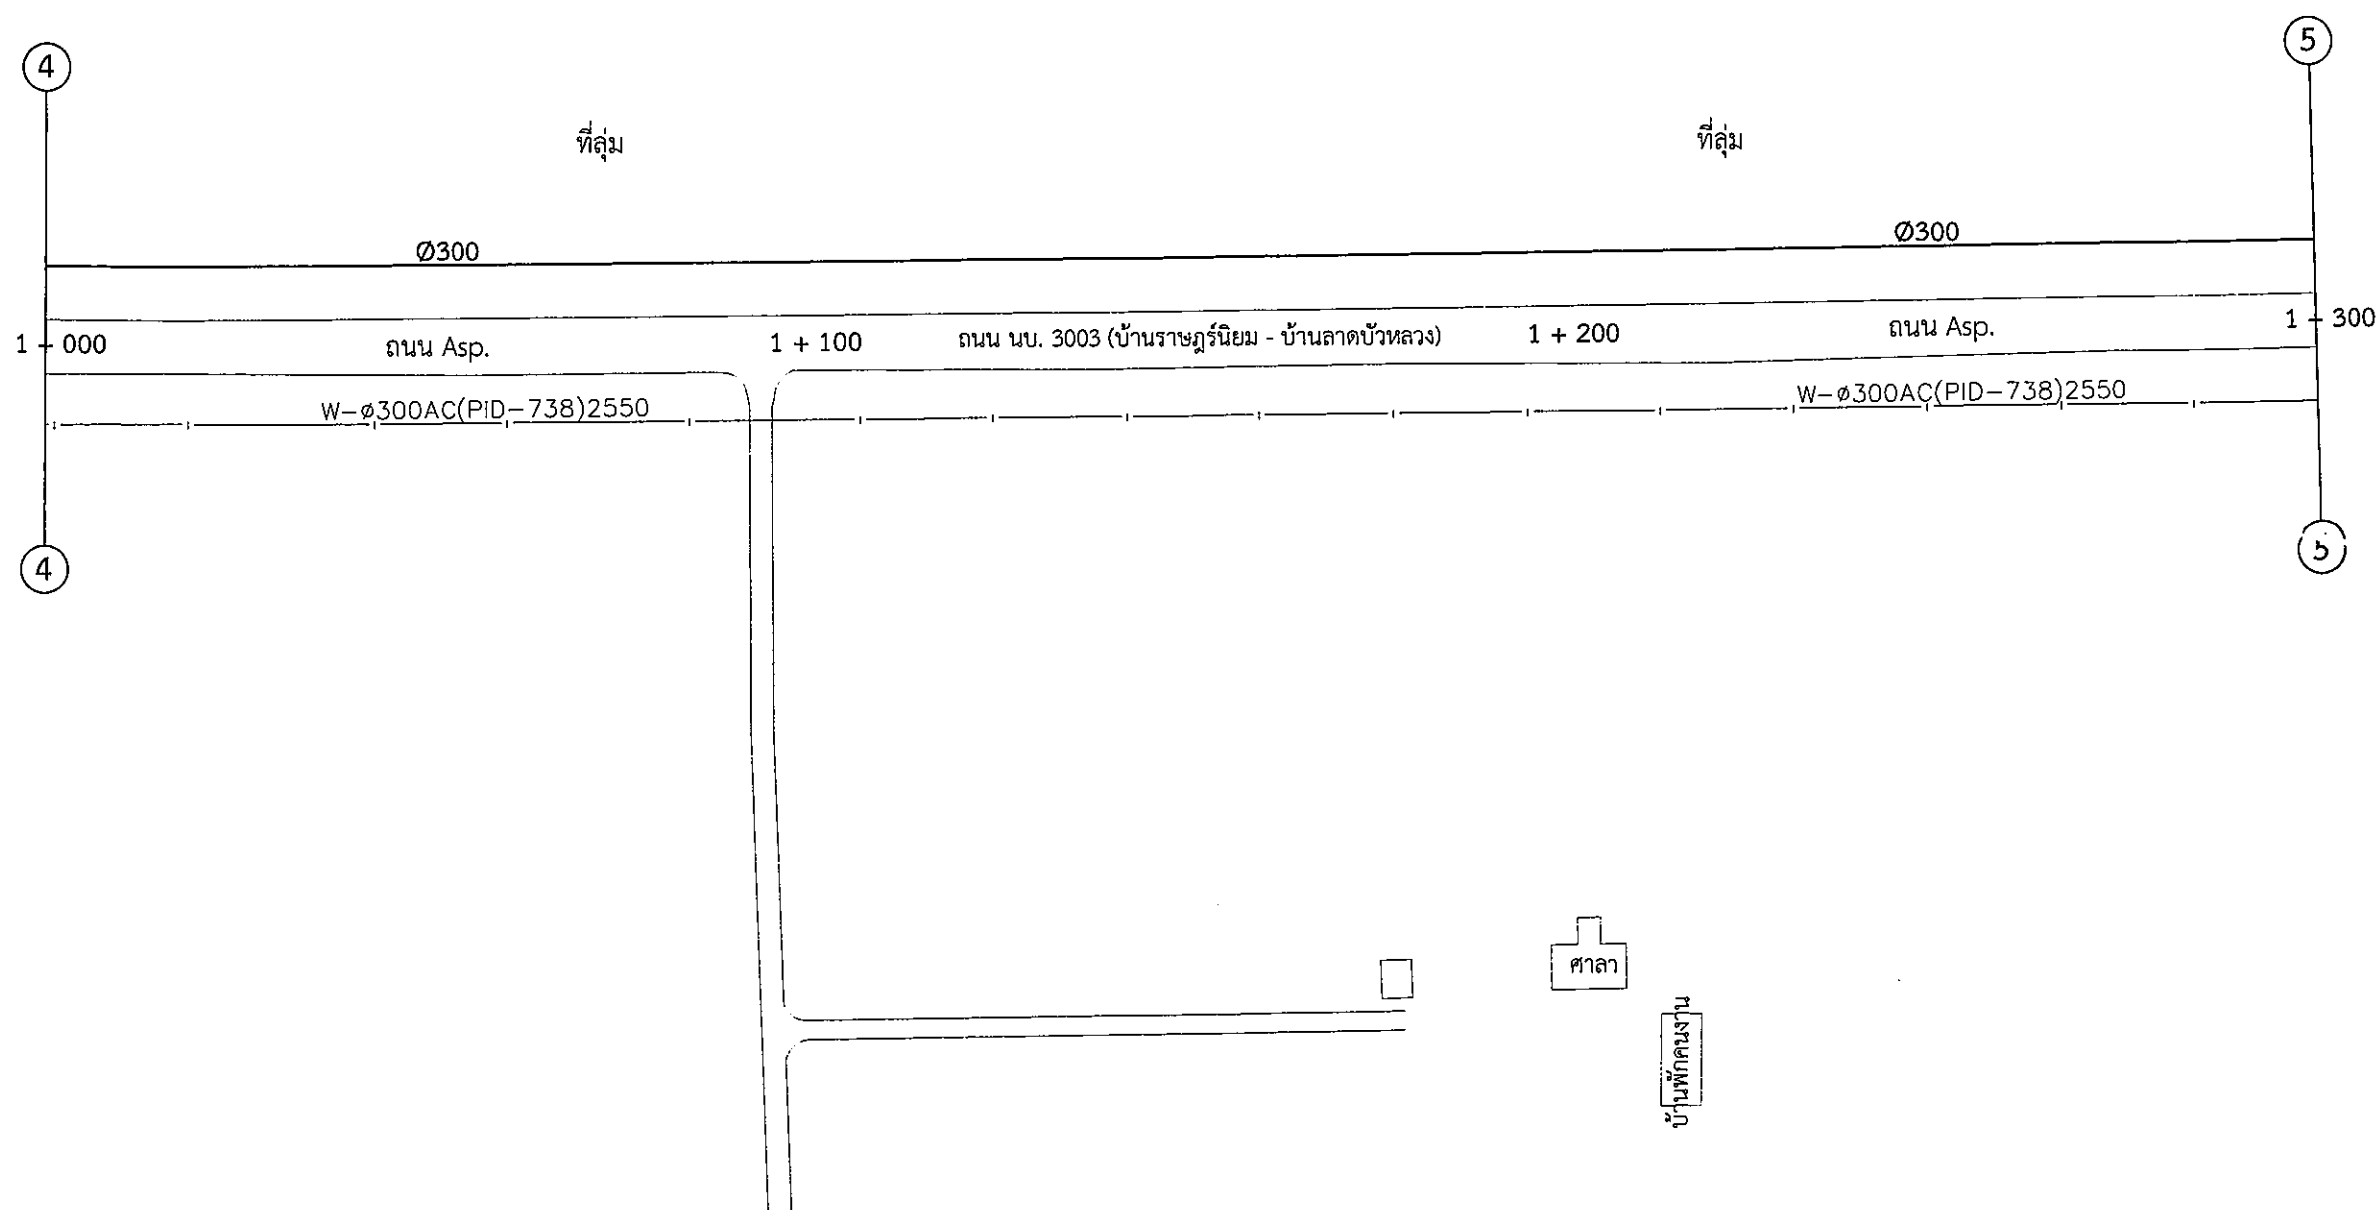 4
5
ที่ลุ่ม
ที่ลุ่ม
Ø300
Ø300
1 + 000
ถนน Asp.
1 + 100
ถนน นบ. 3003 (บ้านราษฎร์นิยม - บ้านลาดบัวหลวง)
1 + 200
ถนน Asp.
1 + 300
W-ø300AC(PID-738)2550
W-ø300AC(PID-738)2550
4
5
ศาลา
บ้านพักคนงาน